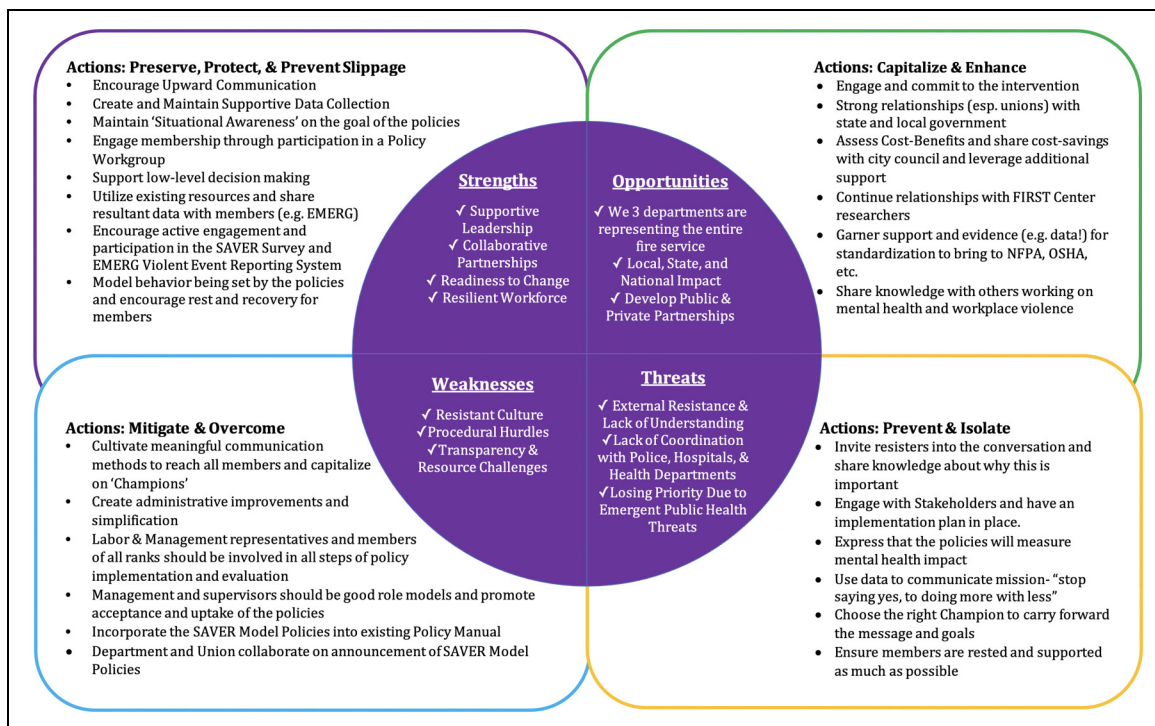 Actions: Preserve, Protect, & Prevent Slippage
• Encourage Upward Communication
• Create and Maintain Supportive Data Collection
• Maintain ‘Situational Awareness’ on the goal of the policies
• Engage membership through participation in a Policy
Workgroup
• Support low-level decision making
• Utilize existing resources and share
resultant data with members (e.g. EMERG)
• Encourage active engagement and
participation in the SAVER Survey and
EMERG Violent Event Reporting System
• Model behavior being set by the policies
and encourage rest and recovery for
members
Strengths
✓ Supportive
Leadership
✓ Collaborative
Partnerships
✓ Readiness to Change
✓ Resilient Workforce
Opportunities
✓ We 3 departments are
representing the entire
fire service
✓ Local, State, and
National Impact
✓ Develop Public &
Private Partnerships
Actions: Capitalize & Enhance
• Engage and commit to the intervention
• Strong relationships (esp. unions) with
state and local government
• Assess Cost-Benefits and share cost-savings
with city council and leverage additional
support
• Continue relationships with FIRST Center
researchers
• Garner support and evidence (e.g. data!) for
standardization to bring to NFPA, OSHA,
etc.
• Share knowledge with others working on
mental health and workplace violence
Actions: Mitigate & Overcome
• Cultivate meaningful communication
methods to reach all members and capitalize
on ‘Champions’
• Create administrative improvements and
simplification
• Labor & Management representatives and members
of all ranks should be involved in all steps of policy
implementation and evaluation
• Management and supervisors should be good role models and promote
acceptance and uptake of the policies
• Incorporate the SAVER Model Policies into existing Policy Manual
• Department and Union collaborate on announcement of SAVER Model
Policies
Weaknesses
✓ Resistant Culture
✓Procedural Hurdles
✓Transparency &
Resource Challenges
Threats
✓ External Resistance &
Lack of Understanding
✓Lack of Coordination
with Police, Hospitals, &
Health Departments
✓Losing Priority Due to
Emergent Public Health
Threats
Actions: Prevent & Isolate
• Invite resisters into the conversation and
share knowledge about why this is
important
• Engage with Stakeholders and have an
implementation plan in place.
• Express that the policies will measure
mental health impact
• Use data to communicate mission- “stop
saying yes, to doing more with less”
• Choose the right Champion to carry forward
the message and goals
• Ensure members are rested and supported
as much as possible